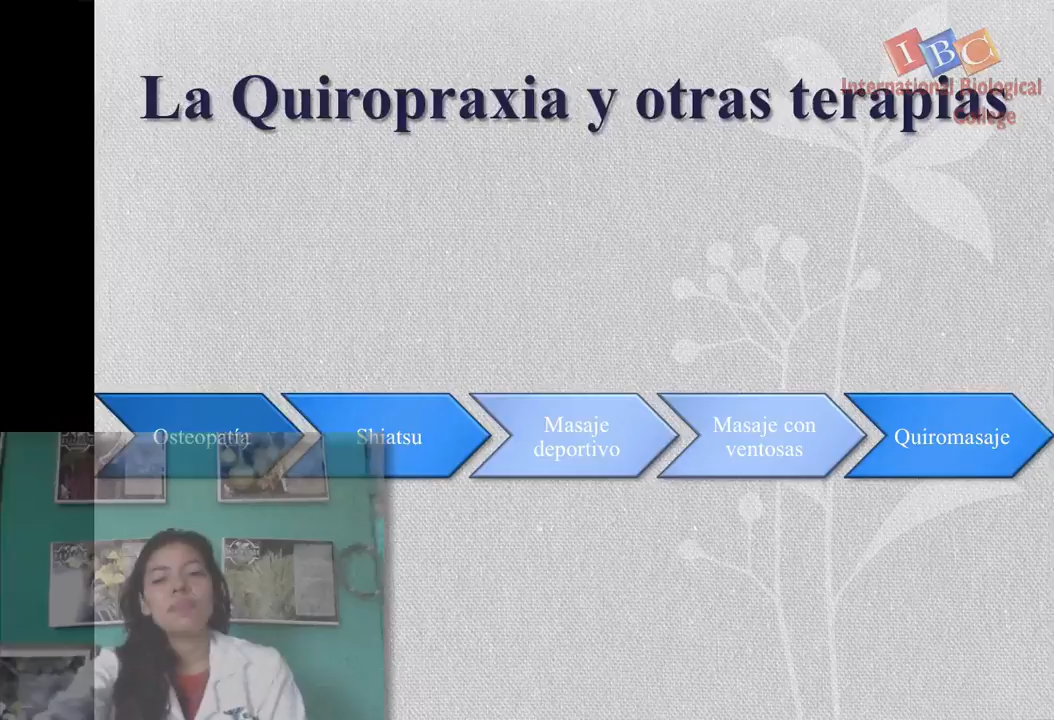 La Quiropraxia y otras terapias
IBC
International Biological
College
Osteopatía
Shiatsu
Masaje
deportivo
Masaje con
ventosas
Quiromasaje